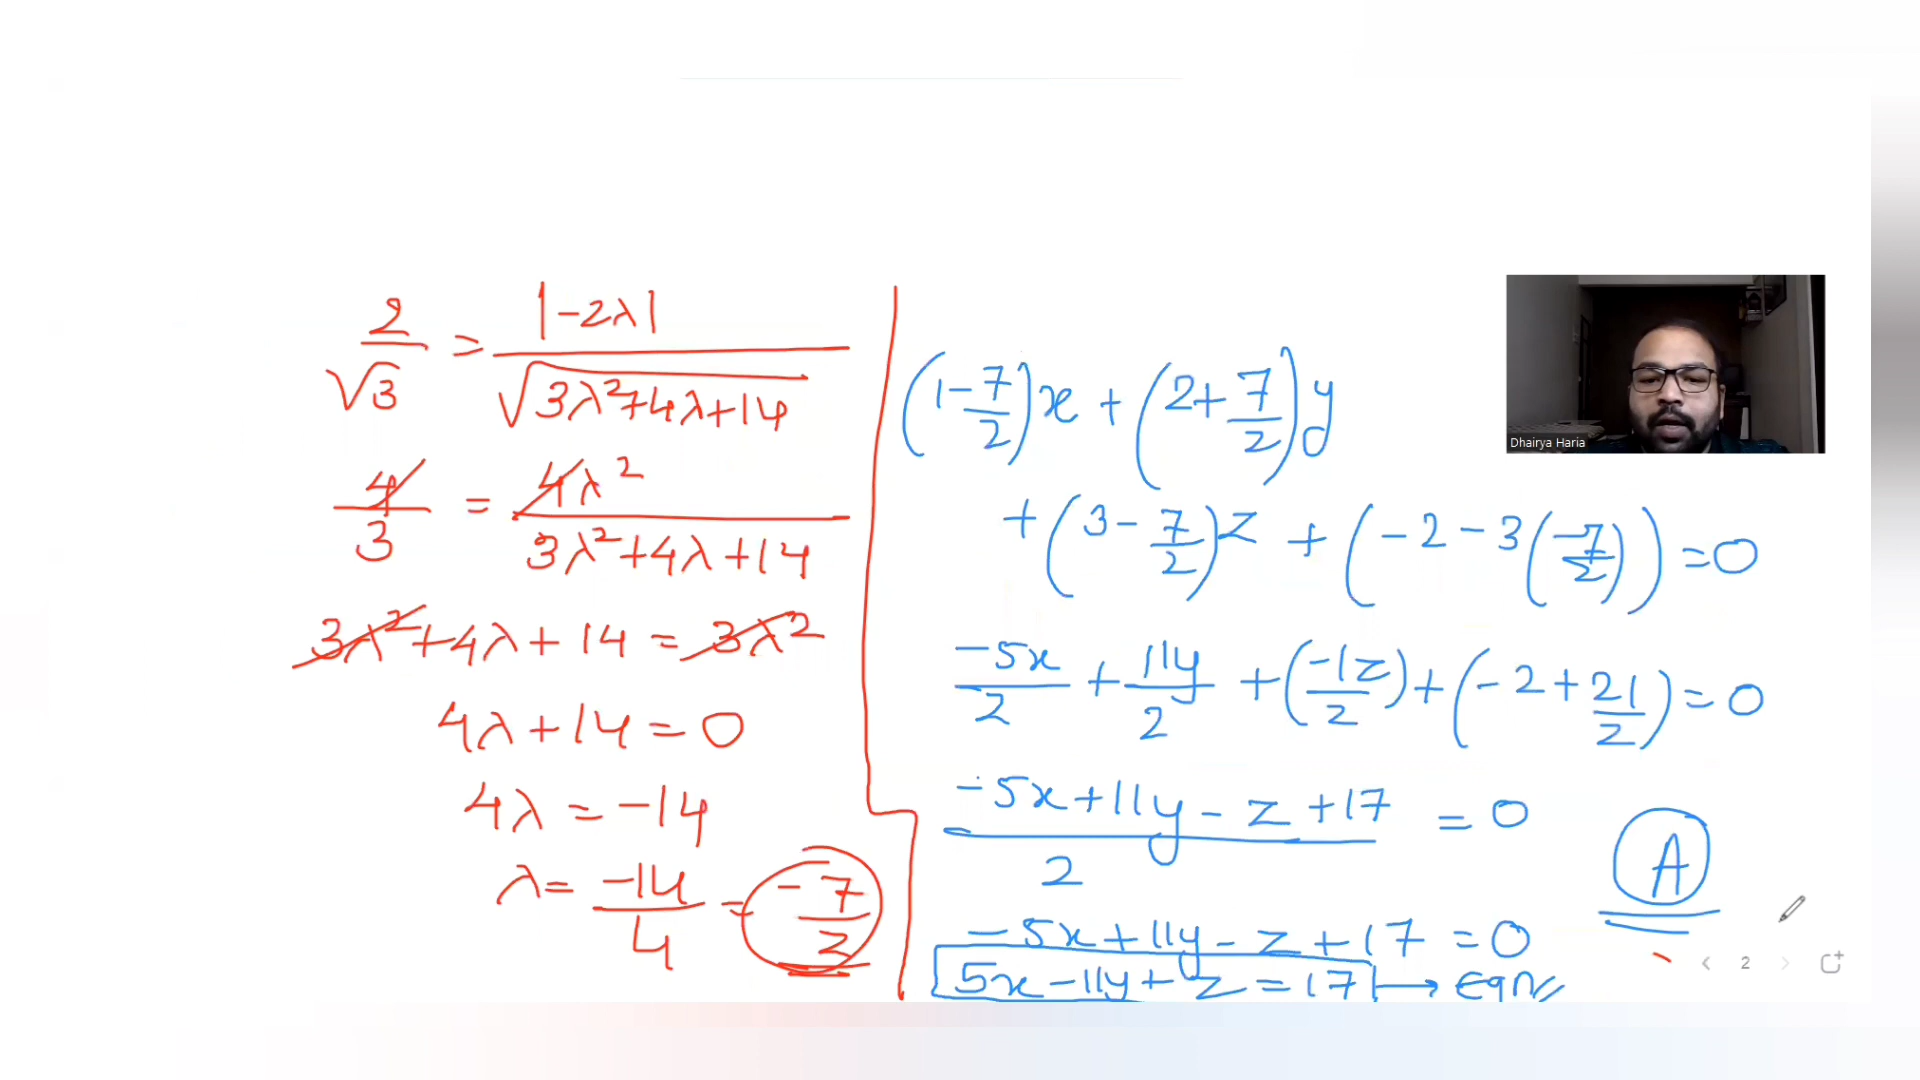 2/√3 = |-2λ|/√(3λ²+4λ+14)
4/3 = 4λ²/(3λ²+4λ+14)
3λ²+4λ+14 = 3λ²
4λ+14 = 0
4λ = -14
λ = -14/4 = -7/2
(1-7/2)x + (2+7/2)y
+ (3-7/2)z + (-2-3(-7/2)) = 0
-5x/2 + 11y/2 + (-1z/2) + (-2+21/2) = 0
(-5x+11y-z+17)/2 = 0
-5x+11y-z+17 = 0
5x-11y+z = 17 → Eqn
A
Dhairya Haria
2